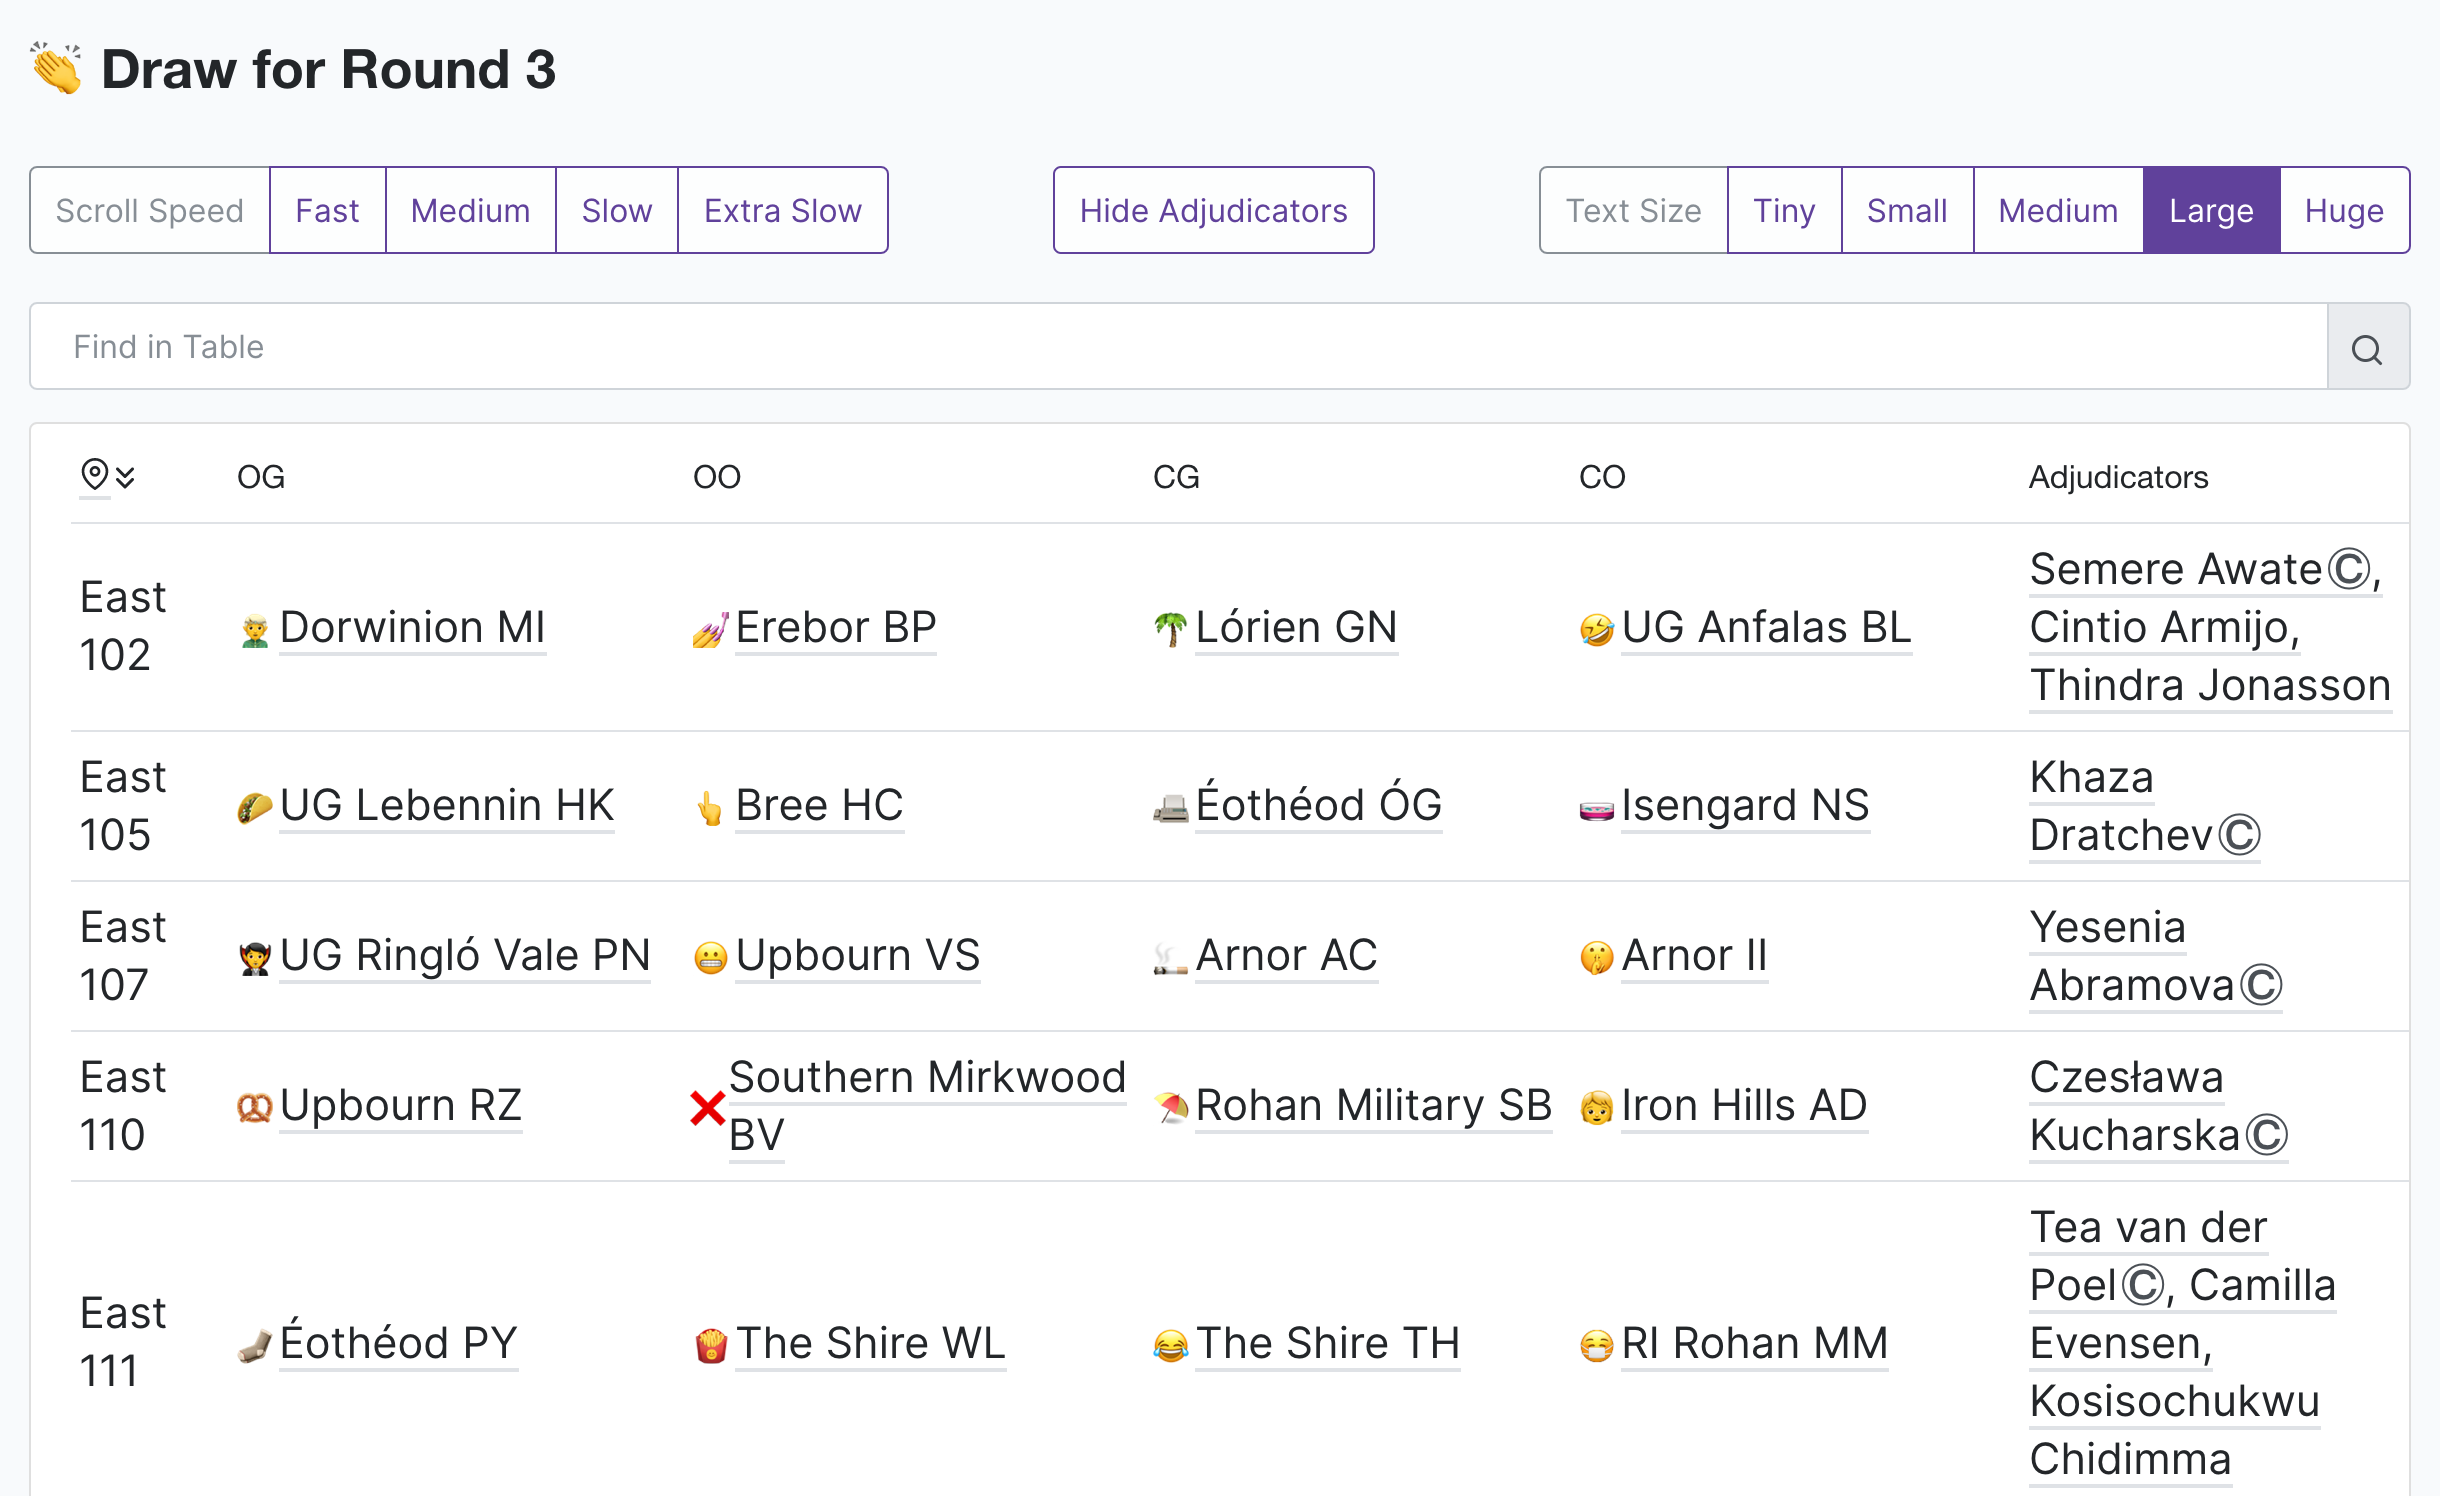 👏 Draw for Round 3
Scroll Speed Fast Medium Slow Extra Slow Hide Adjudicators Text Size Tiny Small Medium Large Huge
Find in Table
OG OO CG CO Adjudicators
East
102
🧝Dorwinion MI
💅Erebor BP
🌴Lórien GN
🤣UG Anfalas BL
Semere AwateⒸ,
Cintio Armijo,
Thindra Jonasson
East
105
🌮UG Lebennin HK
👆Bree HC
📠Éothéod ÓG
🧫Isengard NS
Khaza
DratchevⒸ
East
107
🧛UG Ringló Vale PN
😬Upbourn VS
🚬Arnor AC
🤫Arnor II
Yesenia
AbramovaⒸ
East
110
🥨Upbourn RZ
❌Southern Mirkwood
BV
⛱Rohan Military SB
🧒Iron Hills AD
Czesława
KucharskaⒸ
East
111
🧦Éothéod PY
🍟The Shire WL
😂The Shire TH
😷RI Rohan MM
Tea van der
PoelⒸ, Camilla
Evensen,
Kosisochukwu
Chidimma